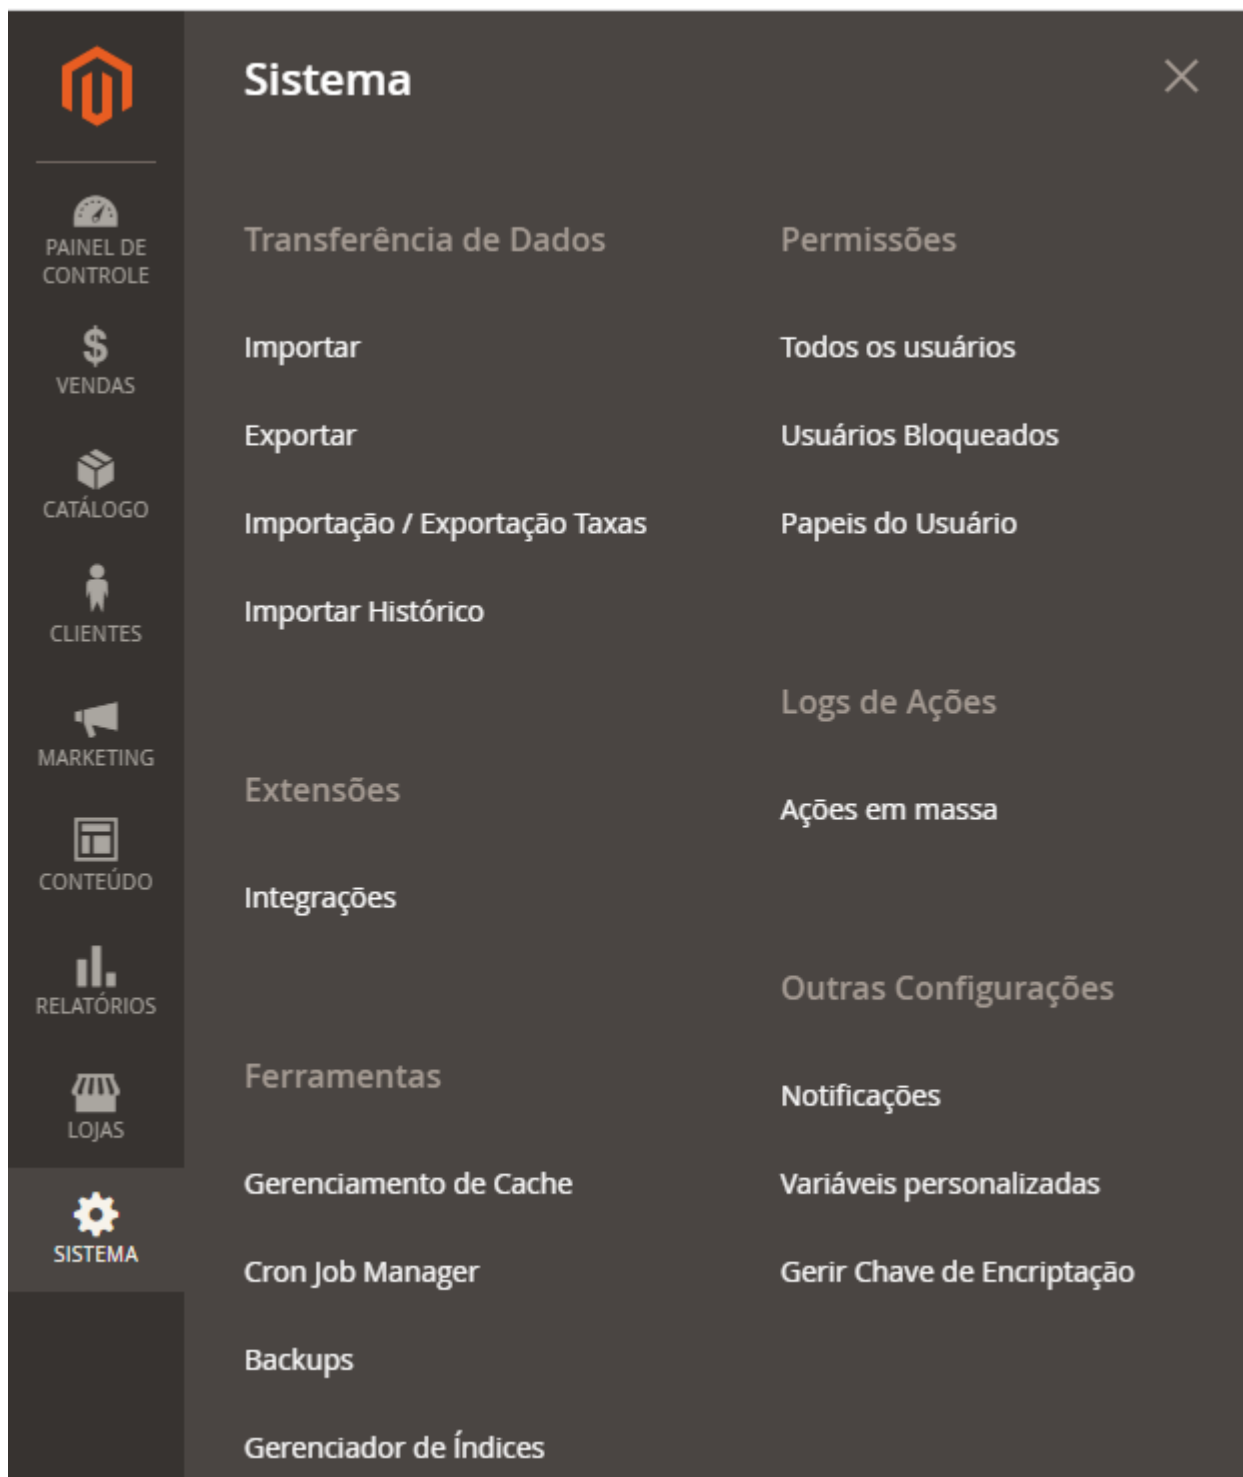 PAINEL DE
CONTROLE
VENDAS
CATÁLOGO
CLIENTES
MARKETING
CONTEÚDO
RELATÓRIOS
LOJAS
SISTEMA
Sistema
Transferência de Dados
Importar
Exportar
Importação / Exportação Taxas
Importar Histórico
Extensões
Integrações
Ferramentas
Gerenciamento de Cache
Cron Job Manager
Backups
Gerenciador de Índices
Permissões
Todos os usuários
Usuários Bloqueados
Papeis do Usuário
Logs de Ações
Ações em massa
Outras Configurações
Notificações
Variáveis personalizadas
Gerir Chave de Encriptação